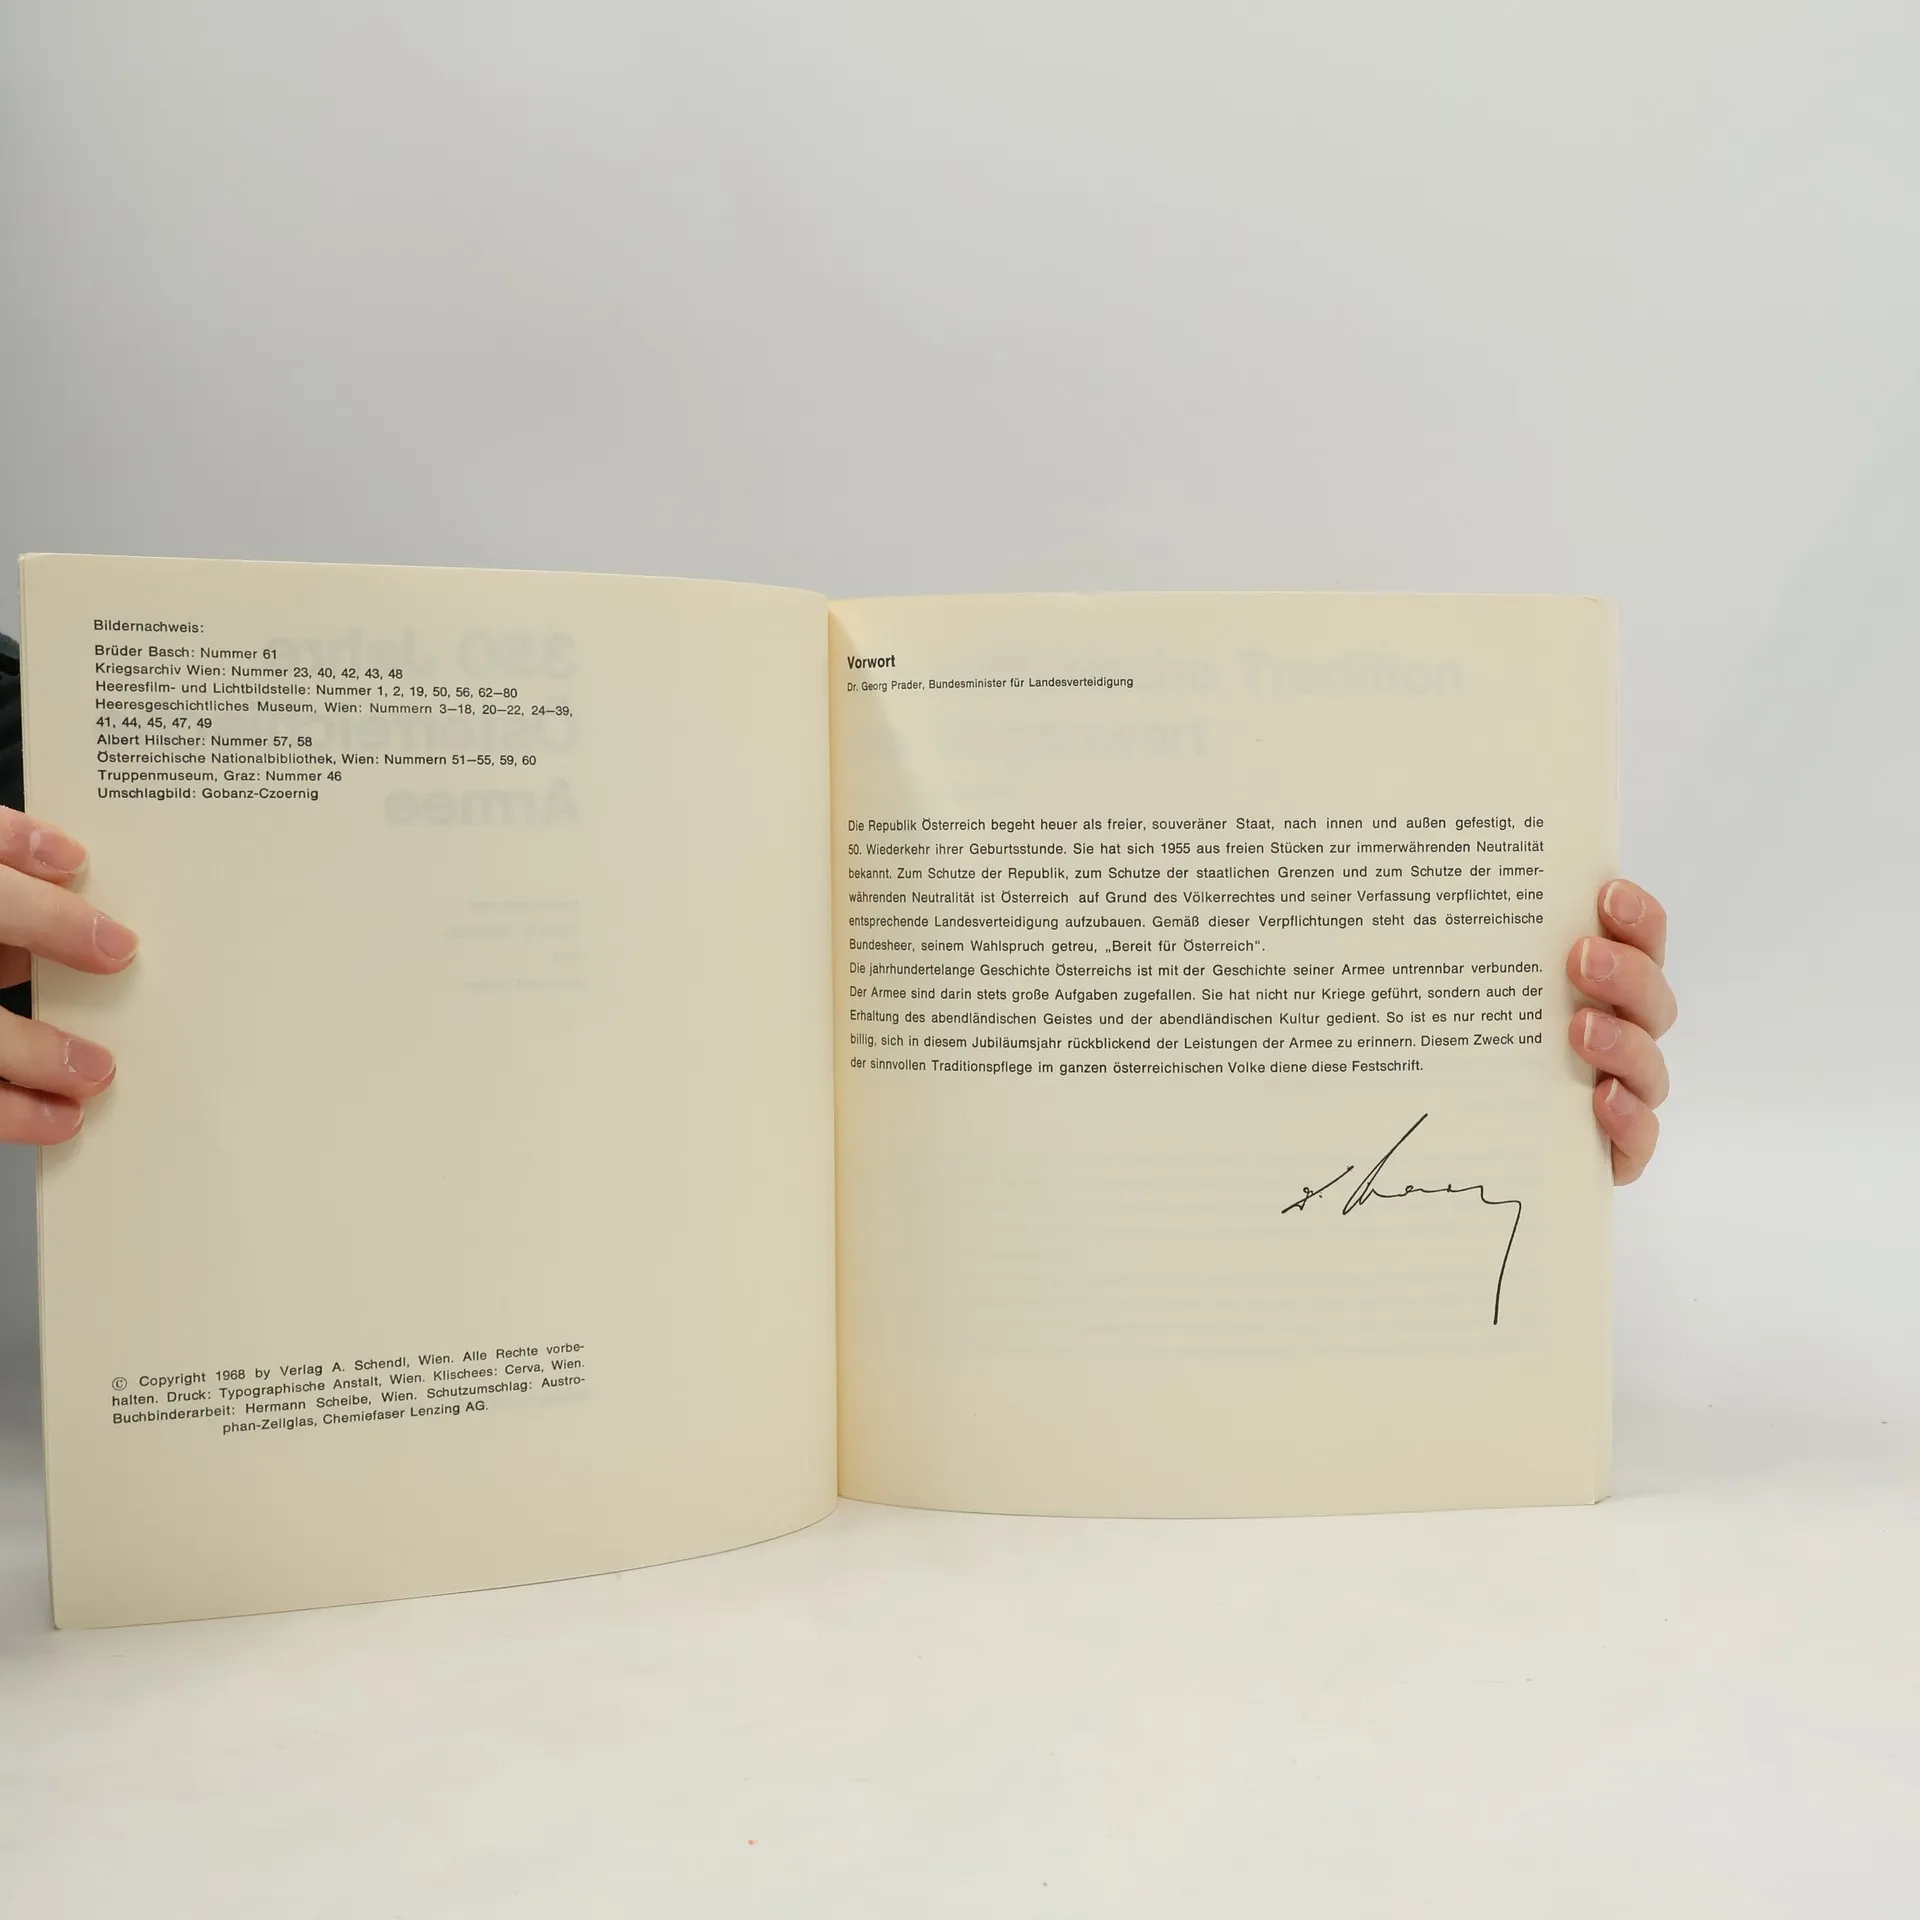 Bildernachweis:
Brüder Basch: Nummer 61
Kriegsarchiv Wien: Nummer 23, 40, 42, 43, 48
Heeresfilm- und Lichtbildstelle: Nummer 1, 2, 19, 50, 56, 62—80
Heeresgeschichtliches Museum, Wien: Nummern 3—18, 20—22, 24—39,
41, 44, 45, 47, 49
Albert Hilscher: Nummer 57, 58
Österreichische Nationalbibliothek, Wien: Nummern 51—55, 59, 60
Truppenmuseum, Graz: Nummer 46
Umschlagbild: Gobanz-Czoernig
© Copyright 1968 by Verlag A. Schendl, Wien. Alle Rechte vorbe-
halten. Druck: Typographische Anstalt, Wien. Klischees: Cerva, Wien.
Buchbinderarbeit: Hermann Scheibe, Wien. Schutzumschlag: Austro-
phan-Zellglas, Chemiefaser Lenzing AG.
Vorwort
Dr. Georg Prader, Bundesminister für Landesverteidigung
Die Republik Österreich begeht heuer als freier, souveräner Staat, nach innen und außen gefestigt, die
50. Wiederkehr ihrer Geburtsstunde. Sie hat sich 1955 aus freien Stücken zur immerwährenden Neutralität
bekannt. Zum Schutze der Republik, zum Schutze der staatlichen Grenzen und zum Schutze der immer-
währenden Neutralität ist Österreich auf Grund des Völkerrechtes und seiner Verfassung verpflichtet, eine
entsprechende Landesverteidigung aufzubauen. Gemäß dieser Verpflichtungen steht das österreichische
Bundesheer, seinem Wahlspruch getreu, „Bereit für Österreich“.
Die jahrhundertelange Geschichte Österreichs ist mit der Geschichte seiner Armee untrennbar verbunden.
Der Armee sind darin stets große Aufgaben zugefallen. Sie hat nicht nur Kriege geführt, sondern auch der
Erhaltung des abendländischen Geistes und der abendländischen Kultur gedient. So ist es nur recht und
billig, sich in diesem Jubiläumsjahr rückblickend der Leistungen der Armee zu erinnern. Diesem Zweck und
der sinnvollen Traditionspflege im ganzen österreichischen Volke diene diese Festschrift.